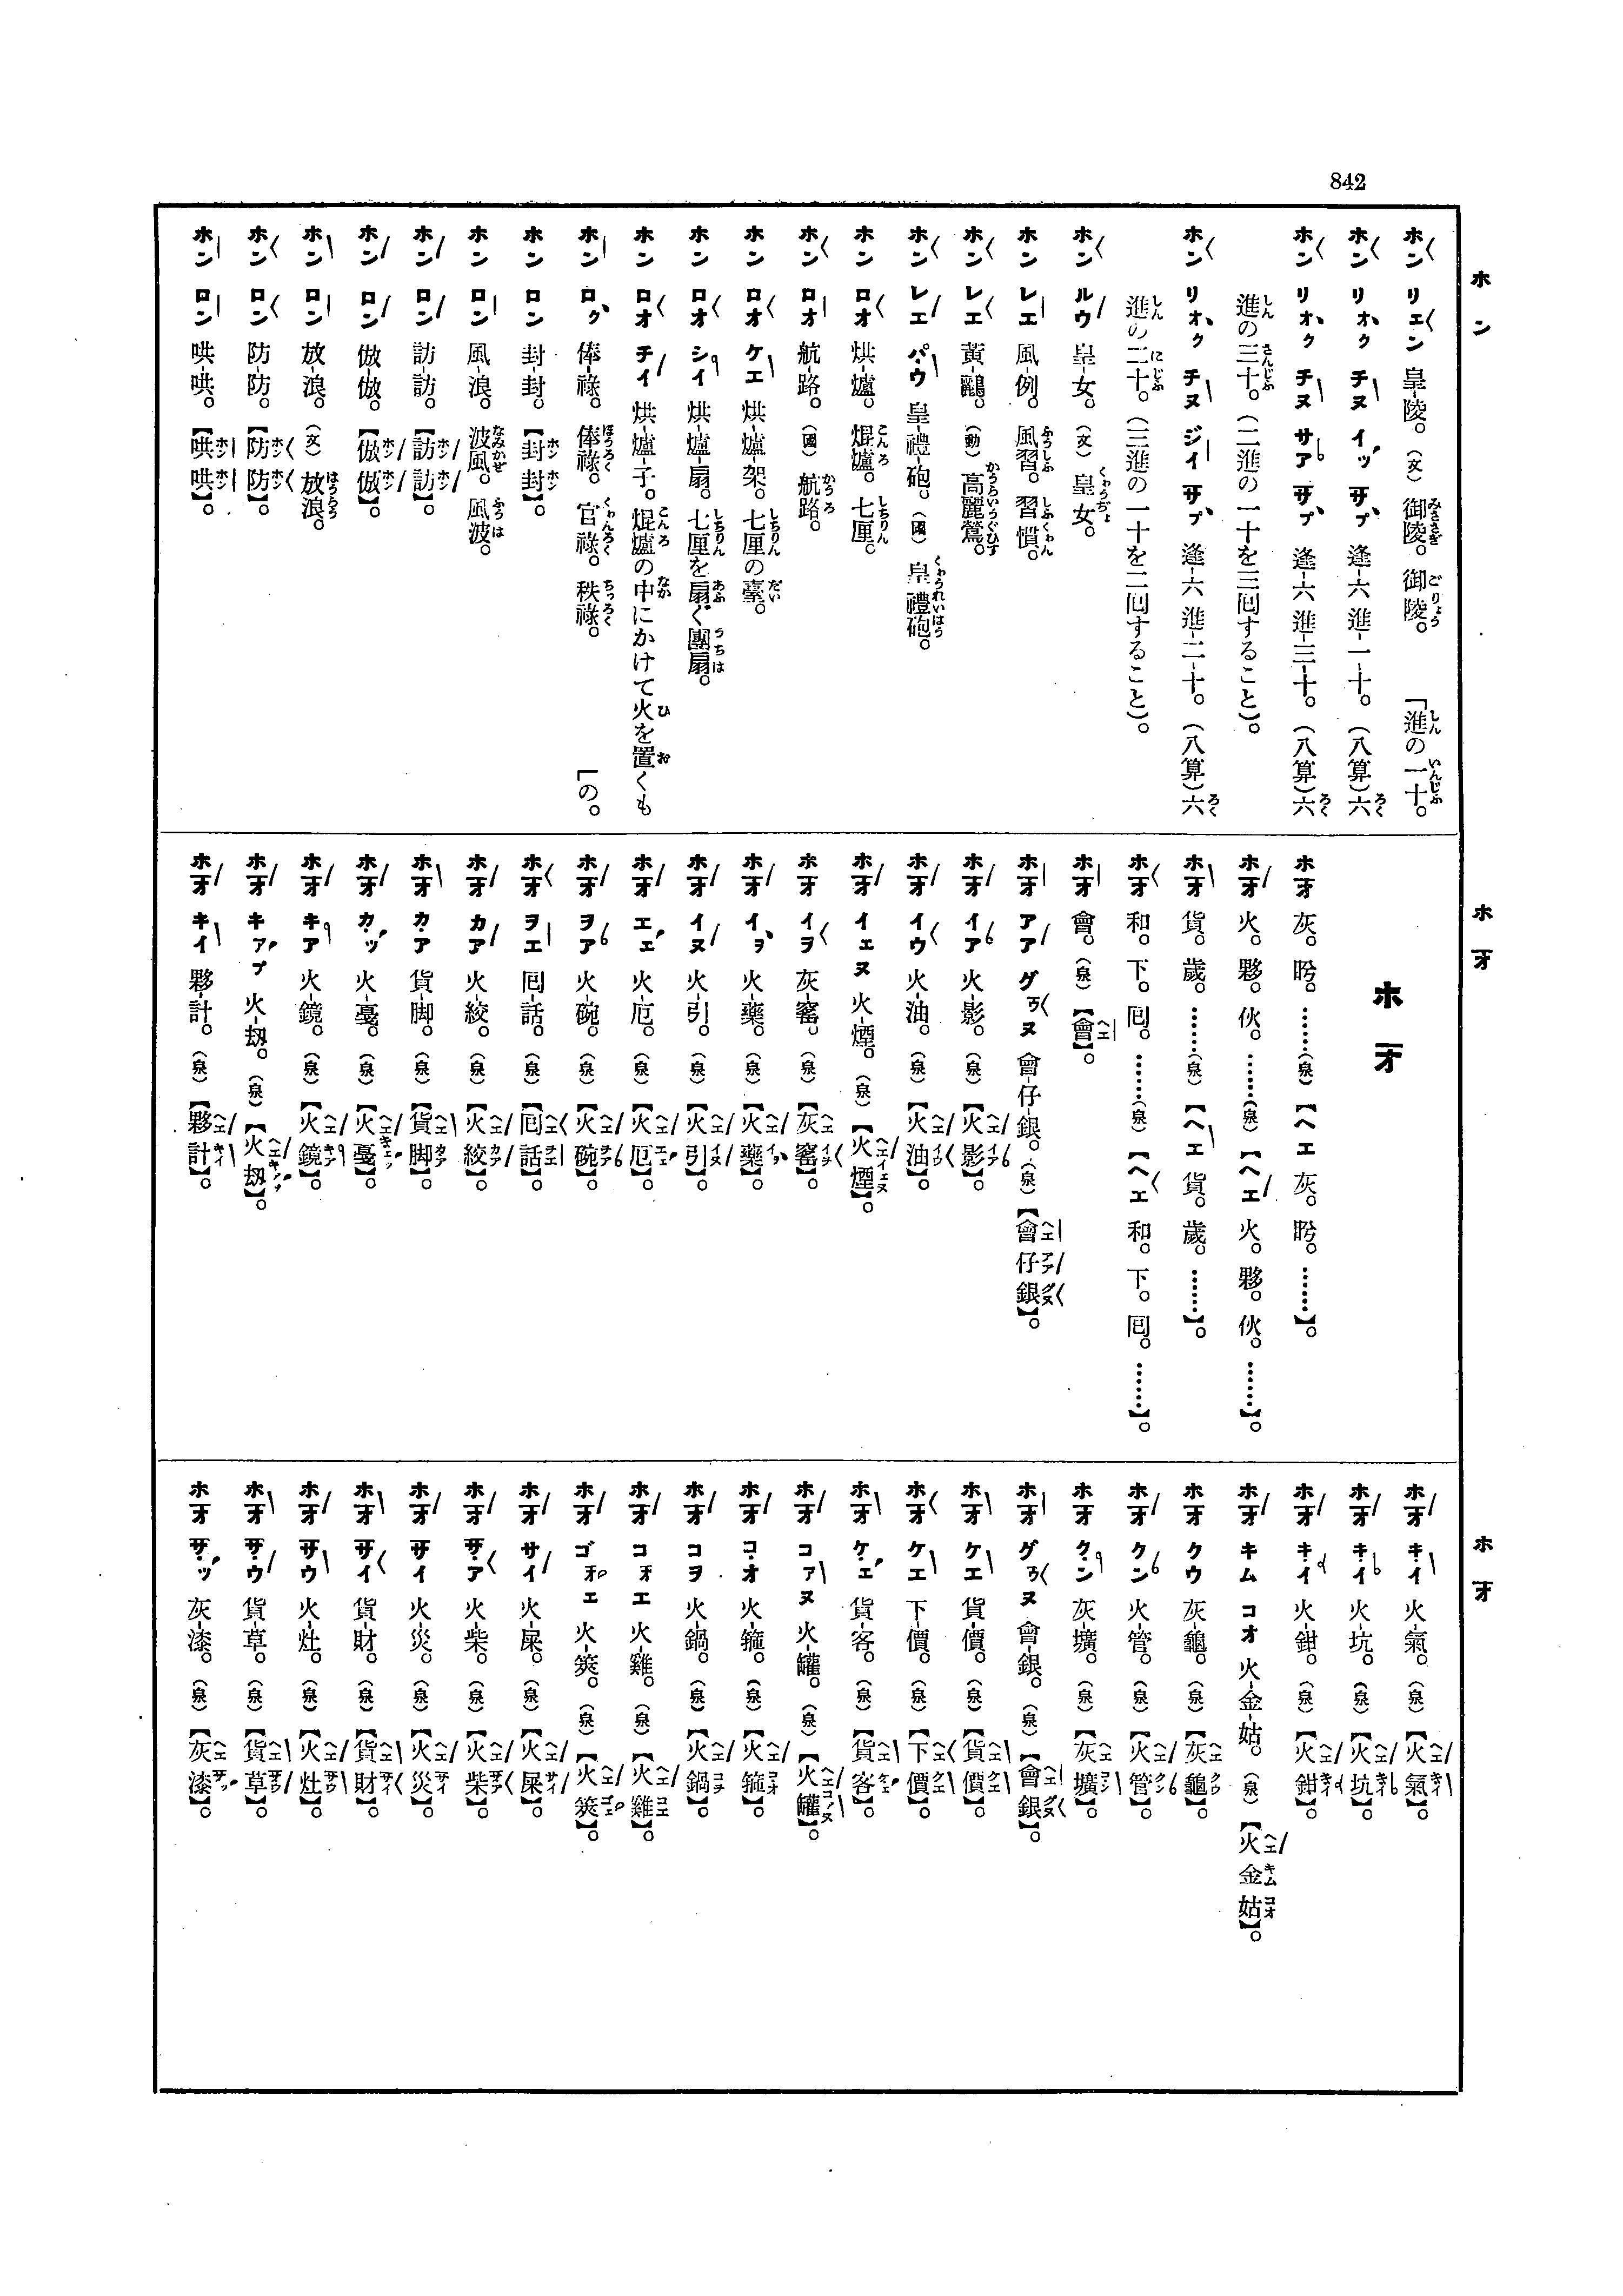 842
ホン
ホンリェン 皇-陵。(文)御陵。御陵。
ホンリオㇰチヌイッサㇷ゚ 逢-六 進-一-十。(八算)六「進の一十。
ホンリオㇰチヌサアサㇷ゚ 逢-六 進-三-十。(八算)六
進の三十。(二進の一十を三囘すること)。
ホンリオㇰチヌジイサㇷ゚ 逢-六 進-二-十。(八算)六
進の二十。(三進の一十を二囘すること)。
ホンルウ 皇-女。(文)皇女。
ホンレエ 風-例。風習。習慣。
ホンレエ 黃-鸝。(動)高麗鶯。
ホンレエパウ 皇-禮-砲。(國)皇禮砲。
ホンロオ 烘-爐。焜爐。七厘。
ホンロオ 航-路。(國)航路。
ホンロオケエ 烘-爐-架。七厘の臺。
ホンロオシイ 烘-爐-扇。七厘を扇ぐ團扇。
ホンロオチイ 烘-爐-子。焜爐の中にかけて火を置くも「の。
ホンロㇰ 俸-祿。俸祿。官祿。秩祿。
ホンロン 封-封。【封封】。
ホンロン 風-浪。波風。風波。
ホンロン 訪-訪。【訪訪】。
ホンロン 倣-倣。【倣倣】。
ホンロン 放-浪。(文)放浪。
ホンロン 防-防。【防防】。
ホンロン 哄-哄。【哄哄】。
ホオ
ホオ
ホオ 灰。……(泉)【ヘエ 灰。……】。
ホオ 火。夥。伙。……(泉)【ヘエ 火。夥。伙。……】。
ホオ 貨。歲。……(泉)【ヘエ 貨。歲。……】。
ホオ 和。下。囘。……(泉)【ヘエ 和。下。囘。……】。
ホオ 會。(泉)【會】。
ホオアアグヌ 會-仔-銀。(泉)【會仔銀】。
ホオイア 火-影。(泉)【火影】。
ホオイウ 火-油。(泉)【火油】。
ホオイエヌ 火-煙。(泉)【火煙】。
ホオイヲ 灰-窰。(泉)【灰窰】。
ホオイヲ 火-藥。(泉)【火藥】。
ホオイヌ 火-引。(泉)【火引】。
ホオエェ 火-厄。(泉)【火厄】。
ホオヲア 火-碗。(泉)【火碗】。
ホオヲエ 囘-話。(泉)【囘話】。
ホオカア 火-絞。(泉)【火絞】。
ホオカア 貨-脚。(泉)【貨脚】。
ホオカッ 火-戞。(泉)【火戞】。
ホオキア 火-鏡。(泉)【火鏡】。
ホオキアㇷ゚ 火-刼。(泉)【火刼】。
ホオキイ 夥-計。(泉)【夥計】。
ホオ
ホオキイ 火-氣。(泉)【火氣】。
ホオキイ 火-坑。(泉)【火坑】。
ホオキイ 火-鉗。(泉)【火鉗】。
ホオキムコオ 火-金-姑。(泉)【火金姑】。
ホオクウ 灰-龜。(泉)【灰龜】。
ホオクン 火-管。(泉)【火管】。
ホオクン 灰-壙。(泉)【灰壙】。
ホオグヌ 會-銀。(泉)【會銀】。
ホオケエ 貨-價。(泉)【貨價】。
ホオケエ 下-價。(泉)【下價】。
ホオケェ 貨-客。(泉)【貨客】。
ホオコァヌ 火-罐。(泉)【火罐】。
ホオコオ 火-箍。(泉)【火箍】。
ホオコヲ 火-鍋。(泉)【火鍋】。
ホオコオエ 火-雞。(泉)【火雞】。
ホオゴオェ 火-筴。(泉)【火筴】。
ホオサイ 火-屎。(泉)【火屎】。
ホオサア 火-柴。(泉)【火柴】。
ホオサイ 火-災。(泉)【火災】。
ホオサイ 貨-財。(泉)【貨財】。
ホオサウ 火-灶。(泉)【火灶】。
ホオサウ 貨-草。(泉)【貨草】。
ホオサッ 灰-漆。(泉)【灰漆】。